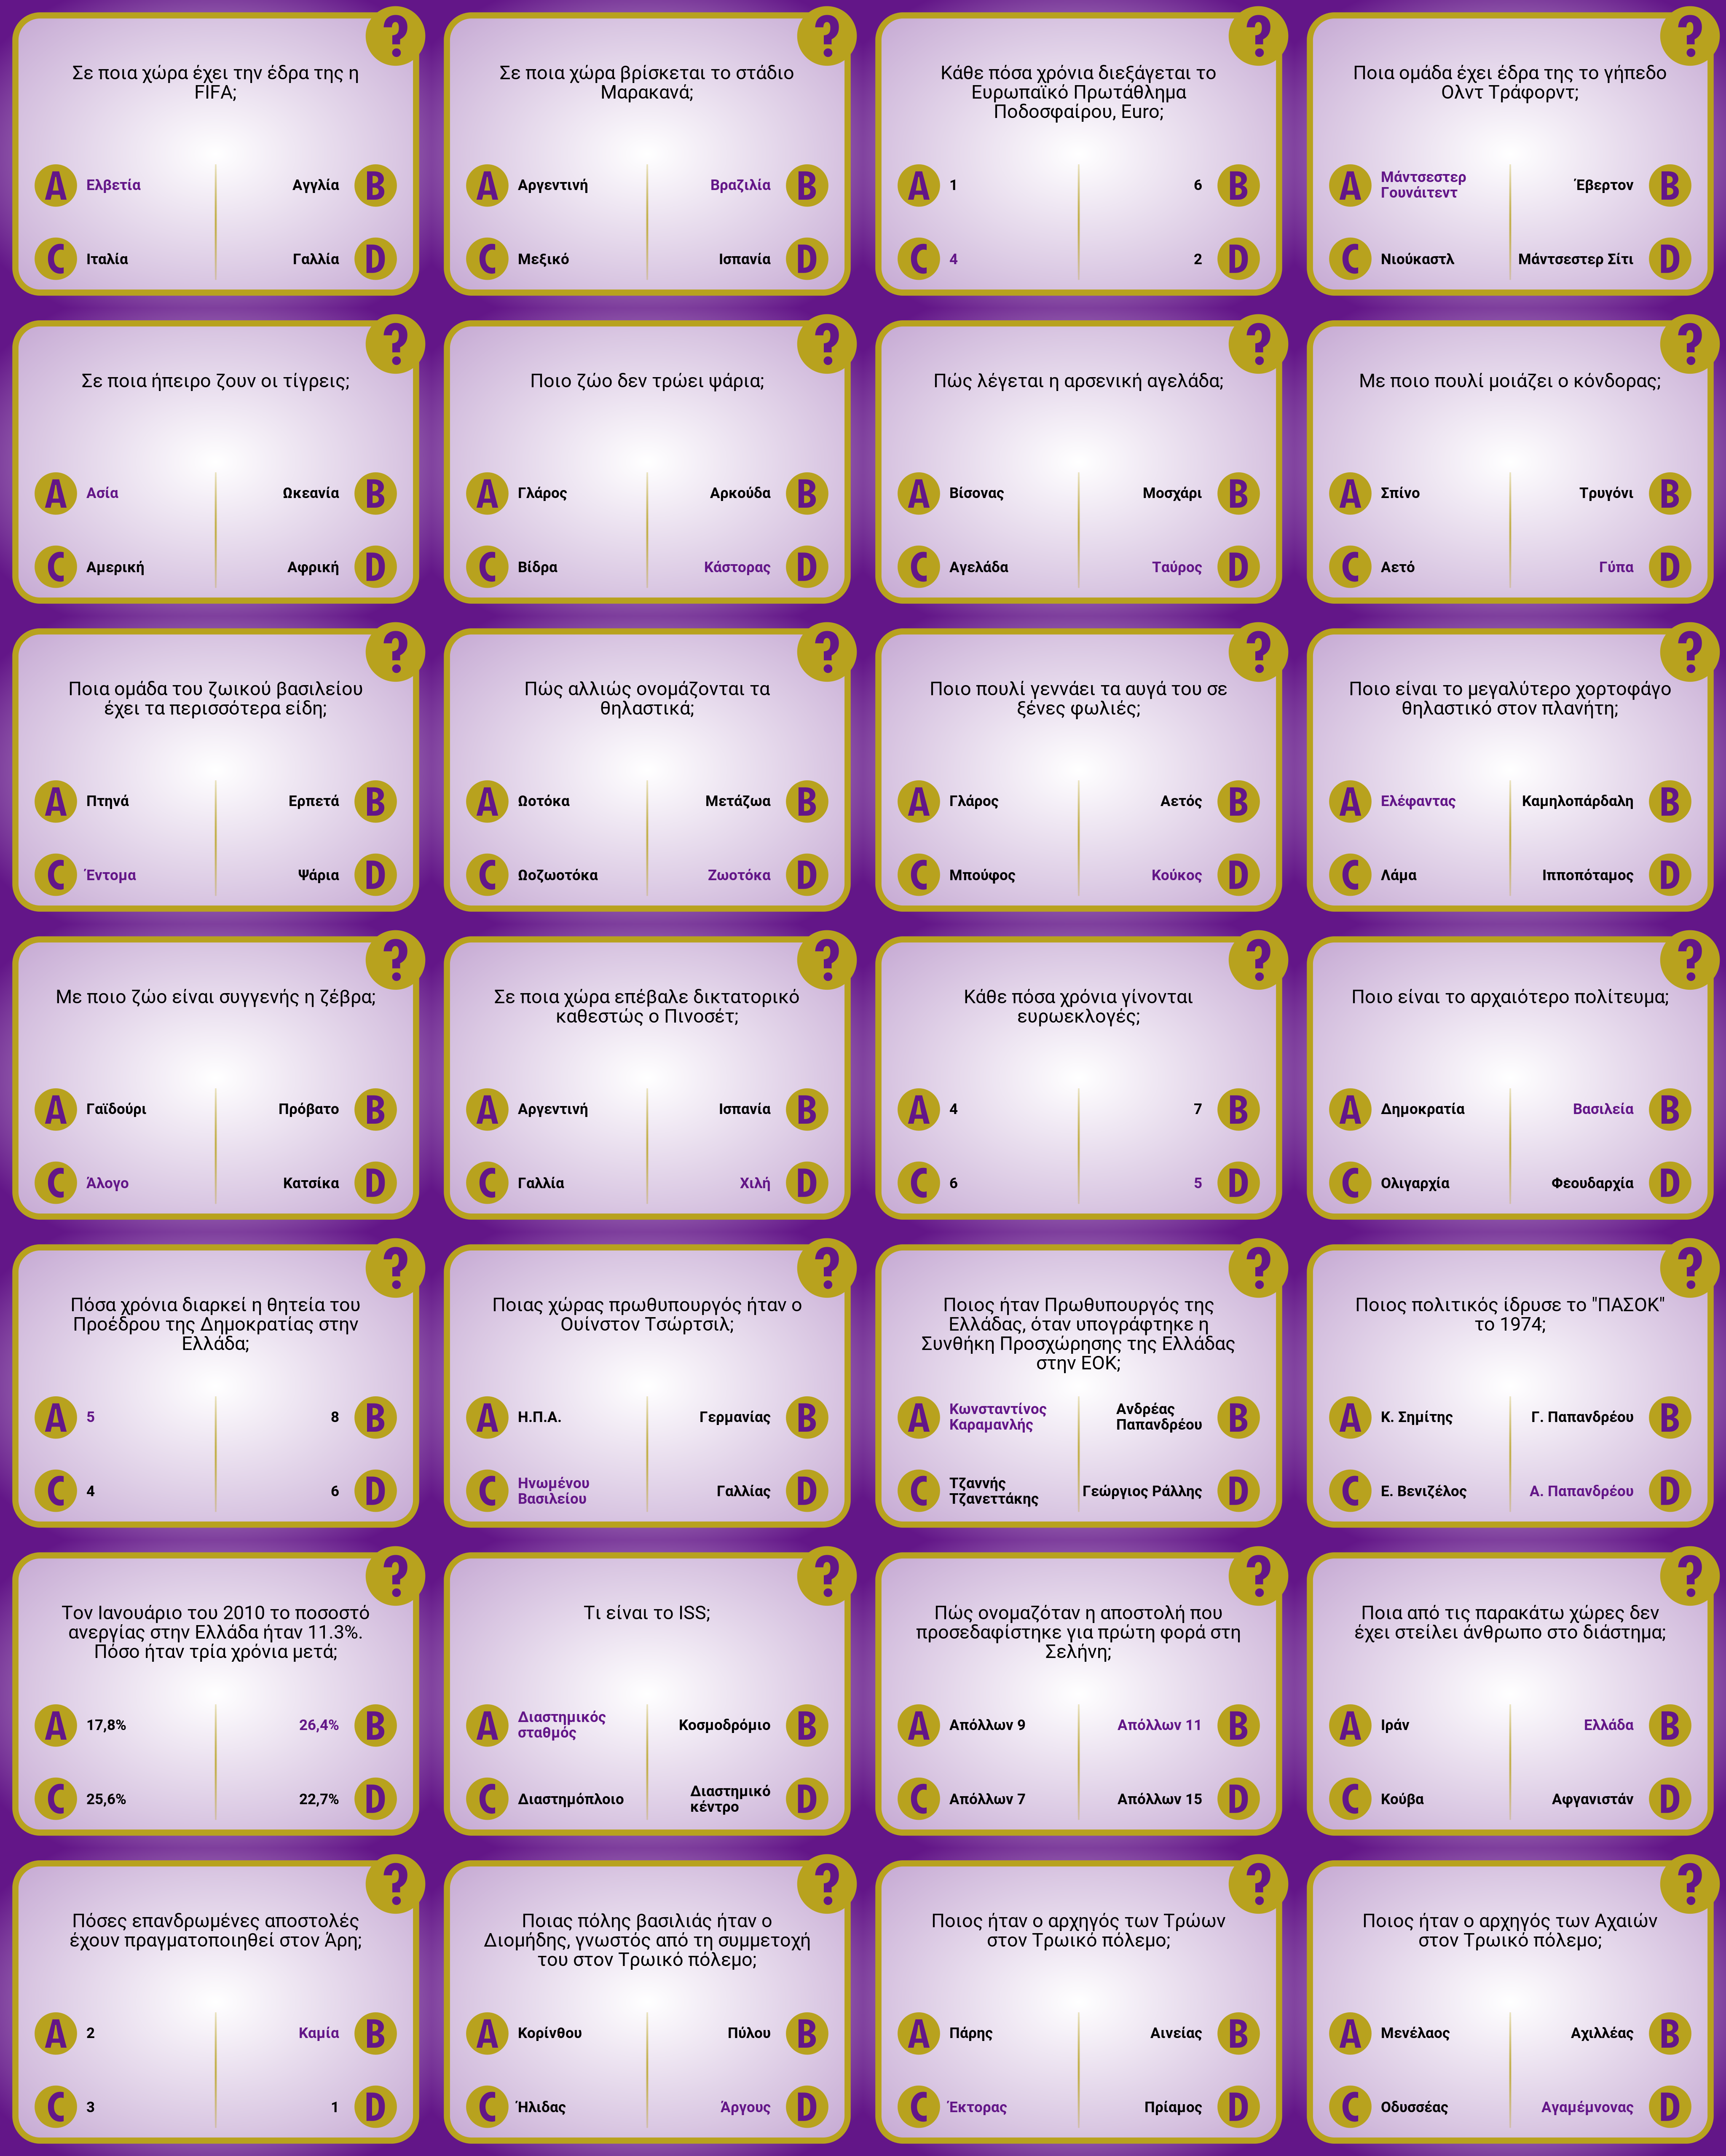 ?
Σε ποια χώρα έχει την έδρα της η
FIFA;
A Ελβετία
Αγγλία B
C Ιταλία
Γαλλία D
?
Σε ποια χώρα βρίσκεται το στάδιο
Μαρακανά;
A Αργεντινή
Βραζιλία B
C Μεξικό
Ισπανία D
?
Κάθε πόσα χρόνια διεξάγεται το
Ευρωπαϊκό Πρωτάθλημα
Ποδοσφαίρου, Euro;
A 1
6 B
C 4
2 D
?
Ποια ομάδα έχει έδρα της το γήπεδο
Ολντ Τράφορντ;
A Μάντσεστερ
Γουνάιτεντ
Έβερτον B
C Νιούκαστλ
Μάντσεστερ Σίτι D
?
Σε ποια ήπειρο ζουν οι τίγρεις;
A Ασία
Ωκεανία B
C Αμερική
Αφρική D
?
Ποιο ζώο δεν τρώει ψάρια;
A Γλάρος
Αρκούδα B
C Βίδρα
Κάστορας D
?
Πώς λέγεται η αρσενική αγελάδα;
A Βίσονας
Μοσχάρι B
C Αγελάδα
Ταύρος D
?
Με ποιο πουλί μοιάζει ο κόνδορας;
A Σπίνο
Τρυγόνι B
C Αετό
Γύπα D
?
Ποια ομάδα του ζωικού βασιλείου
έχει τα περισσότερα είδη;
A Πτηνά
Ερπετά B
C Έντομα
Ψάρια D
?
Πώς αλλιώς ονομάζονται τα
θηλαστικά;
A Ωοτόκα
Μετάζωα B
C Ωοζωοτόκα
Ζωοτόκα D
?
Ποιο πουλί γεννάει τα αυγά του σε
ξένες φωλιές;
A Γλάρος
Αετός B
C Μπούφος
Κούκος D
?
Ποιο είναι το μεγαλύτερο χορτοφάγο
θηλαστικό στον πλανήτη;
A Ελέφαντας
Καμηλοπάρδαλη B
C Λάμα
Ιπποπόταμος D
?
Με ποιο ζώο είναι συγγενής η ζέβρα;
A Γαϊδούρι
Πρόβατο B
C Άλογο
Κατσίκα D
?
Σε ποια χώρα επέβαλε δικτατορικό
καθεστώς ο Πινοσέτ;
A Αργεντινή
Ισπανία B
C Γαλλία
Χιλή D
?
Κάθε πόσα χρόνια γίνονται
ευρωεκλογές;
A 4
7 B
C 6
5 D
?
Ποιο είναι το αρχαιότερο πολίτευμα;
A Δημοκρατία
Βασιλεία B
C Ολιγαρχία
Φεουδαρχία D
?
Πόσα χρόνια διαρκεί η θητεία του
Προέδρου της Δημοκρατίας στην
Ελλάδα;
A 5
8 B
C 4
6 D
?
Ποιας χώρας πρωθυπουργός ήταν ο
Ουίνστον Τσώρτσιλ;
A Η.Π.Α.
Γερμανίας B
C Ηνωμένου
Βασιλείου
Γαλλίας D
?
Ποιος ήταν Πρωθυπουργός της
Ελλάδας, όταν υπογράφτηκε η
Συνθήκη Προσχώρησης της Ελλάδας
στην ΕΟΚ;
A Κωνσταντίνος
Καραμανλής
Ανδρέας
Παπανδρέου B
C Τζαννής
Τζανεττάκης
Γεώργιος Ράλλης D
?
Ποιος πολιτικός ίδρυσε το "ΠΑΣΟΚ"
το 1974;
A Κ. Σημίτης
Γ. Παπανδρέου B
C Ε. Βενιζέλος
Α. Παπανδρέου D
?
Τον Ιανουάριο του 2010 το ποσοστό
ανεργίας στην Ελλάδα ήταν 11.3%.
Πόσο ήταν τρία χρόνια μετά;
A 17,8%
26,4% B
C 25,6%
22,7% D
?
Τι είναι το ISS;
A Διαστημικός
σταθμός
Κοσμοδρόμιο B
C Διαστημόπλοιο
Διαστημικό
κέντρο D
?
Πώς ονομαζόταν η αποστολή που
προσεδαφίστηκε για πρώτη φορά στη
Σελήνη;
A Απόλλων 9
Απόλλων 11 B
C Απόλλων 7
Απόλλων 15 D
?
Ποια από τις παρακάτω χώρες δεν
έχει στείλει άνθρωπο στο διάστημα;
A Ιράν
Ελλάδα B
C Κούβα
Αφγανιστάν D
?
Πόσες επανδρωμένες αποστολές
έχουν πραγματοποιηθεί στον Άρη;
A 2
Καμία B
C 3
1 D
?
Ποιας πόλης βασιλιάς ήταν ο
Διομήδης, γνωστός από τη συμμετοχή
του στον Τρωικό πόλεμο;
A Κορίνθου
Πύλου B
C Ήλιδας
Άργους D
?
Ποιος ήταν ο αρχηγός των Τρώων
στον Τρωικό πόλεμο;
A Πάρης
Αινείας B
C Έκτορας
Πρίαμος D
?
Ποιος ήταν ο αρχηγός των Αχαιών
στον Τρωικό πόλεμο;
A Μενέλαος
Αχιλλέας B
C Οδυσσέας
Αγαμέμνονας D